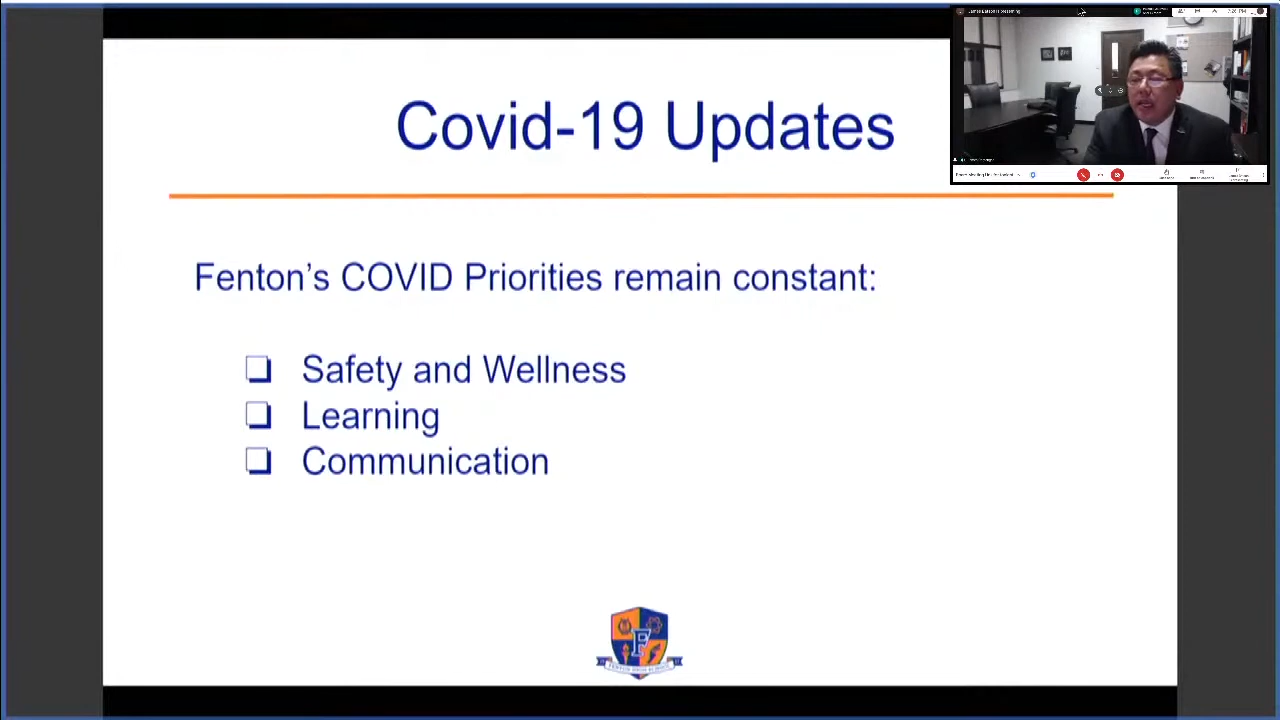 Covid-19 Updates
Fenton's COVID Priorities remain constant:
❏ Safety and Wellness
❏ Learning
❏ Communication
F